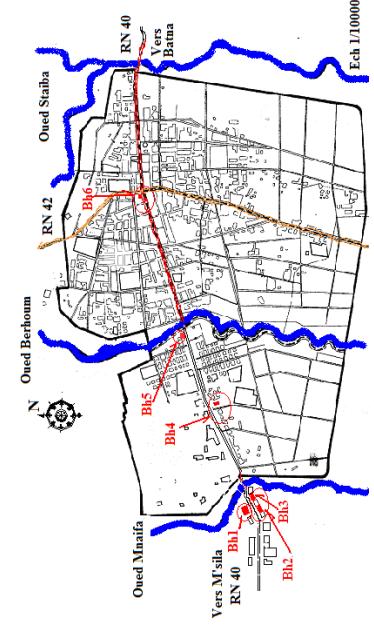 Oued Staiba
RN 40
Vers
Batna
Ech 1/10000
RN 42
Bh6
Oued Berhoum
N
Bh5
Bh4
Oued Mnaifa
Vers M'sila
RN 40
Bh1
Bh3
Bh2